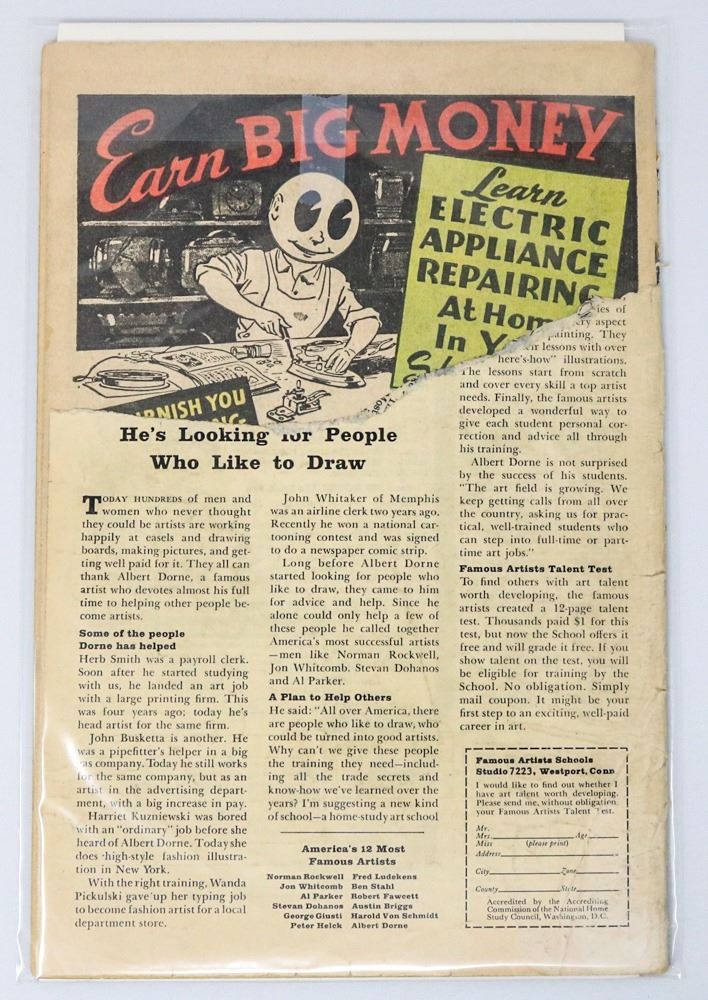 Earn BIG MONEY
Learn
ELECTRIC
APPLIANCE
REPAIRING
At Hom
In Y
RNISH YOU
He's Looking for People
Who Like to Draw
TODAY HUNDREDS of men and
women who never thought
they could be artists are working
happily at easels and drawing
boards, making pictures, and get-
ting well paid for it. They all can
thank Albert Dorne, a famous
artist who devotes almost his full
time to helping other people be-
come artists.
Some of the people
Dorne has helped
Herb Smith was a payroll clerk.
Soon after he started studying
with us, he landed an art job
with a large printing firm. This
was four years ago; today he's
head artist for the same firm.
John Busketta is another. He
was a pipefitter's helper in a big
gas company. Today he still works
for the same company, but as an
artist in the advertising depart-
ment, with a big increase in pay.
Harriet Kuzniewski was bored
with an "ordinary" job before she
heard of Albert Dorne. Today she
does high-style fashion illustra-
tion in New York.
With the right training, Wanda
Pickulski gave up her typing job
to become fashion artist for a local
department store.
John Whitaker of Memphis
was an airline clerk two years ago.
Recently he won a national car-
tooning contest and was signed
to do a newspaper comic strip.
Long before Albert Dorne
started looking for people who
like to draw, they came to him
for advice and help. Since he
alone could only help a few of
these people he called together
America's most successful artists
—men like Norman Rockwell,
Jon Whitcomb, Stevan Dohanos
and Al Parker.
A Plan to Help Others
He said: "All over America, there
are people who like to draw, who
could be turned into good artists.
Why can't we give these people
the training they need—includ-
ing all the trade secrets and
know-how we've learned over the
years? I'm suggesting a new kind
of school—a home-study art school
America's 12 Most
Famous Artists
Norman Rockwell Fred Ludekens
Jon Whitcomb Ben Stahl
Al Parker Robert Fawcett
Stevan Dohanos Austin Briggs
George Giusti Harold Von Schmidt
Peter Helck Albert Dorne
ies of
ry aspect
ainting. They
ir lessons with over
here's-how" illustrations.
The lessons start from scratch
and cover every skill a top artist
needs. Finally, the famous artists
developed a wonderful way to
give each student personal cor-
rection and advice all through
his training.
Albert Dorne is not surprised
by the success of his students.
"The art field is growing. We
keep getting calls from all over
the country, asking us for prac-
tical, well-trained students who
can step into full-time or part-
time art jobs."
Famous Artists Talent Test
To find others with art talent
worth developing, the famous
artists created a 12-page talent
test. Thousands paid $1 for this
test, but now the School offers it
free and will grade it free. If you
show talent on the test, you will
be eligible for training by the
School. No obligation. Simply
mail coupon. It might be your
first step to an exciting, well-paid
career in art.
Famous Artists Schools
Studio 7223, Westport, Conn
I would like to find out whether I
have art talent worth developing.
Please send me, without obligation
your Famous Artists Talent Test.
Mr.
Mrs. Age
Miss (please print)
Address
City Zone
County State
Accredited by the Accrediting
Commission of the National Home
Study Council, Washington, D.C.